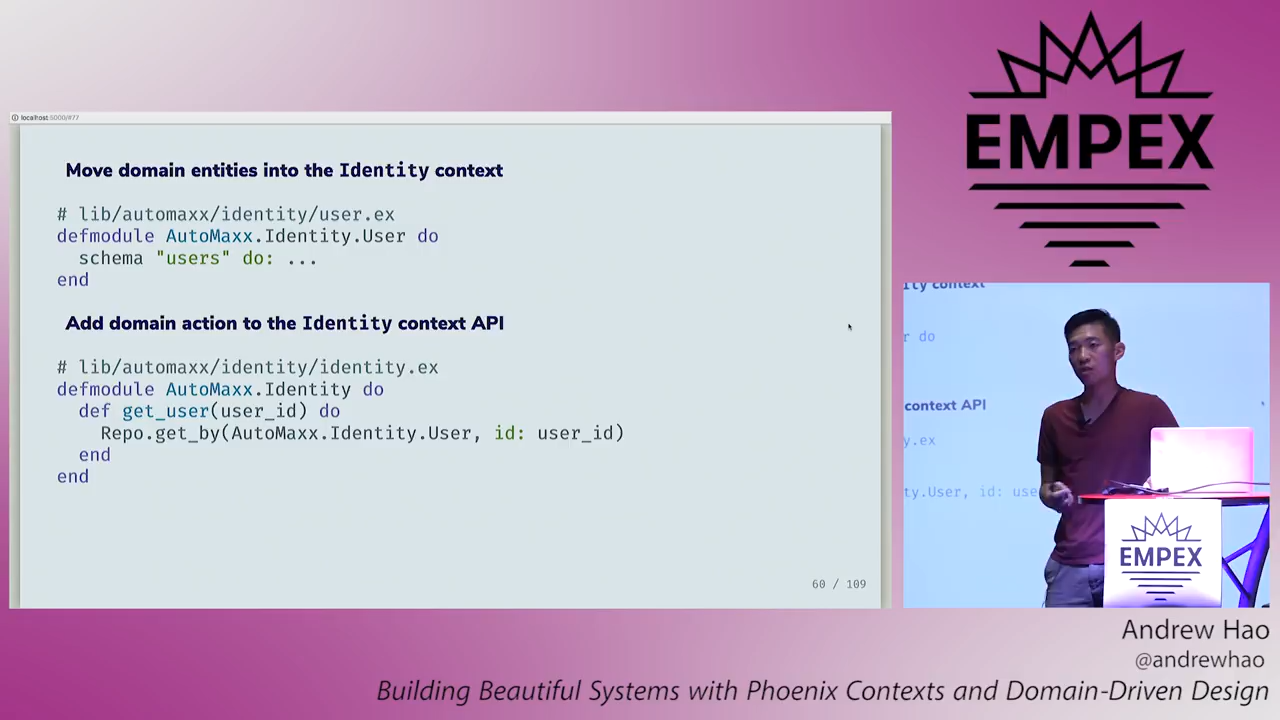 localhost:5000/#77
Move domain entities into the Identity context
# lib/automaxx/identity/user.ex
defmodule AutoMaxx.Identity.User do
schema "users" do: ...
end
Add domain action to the Identity context API
# lib/automaxx/identity/identity.ex
defmodule AutoMaxx.Identity do
def get_user(user_id) do
Repo.get_by(AutoMaxx.Identity.User, id: user_id)
end
end
60 / 109
EMPEX
ity context
er do
context API
y.ex
ty.User, id: use
EMPEX
Andrew Hao
@andrewhao
Building Beautiful Systems with Phoenix Contexts and Domain-Driven Design